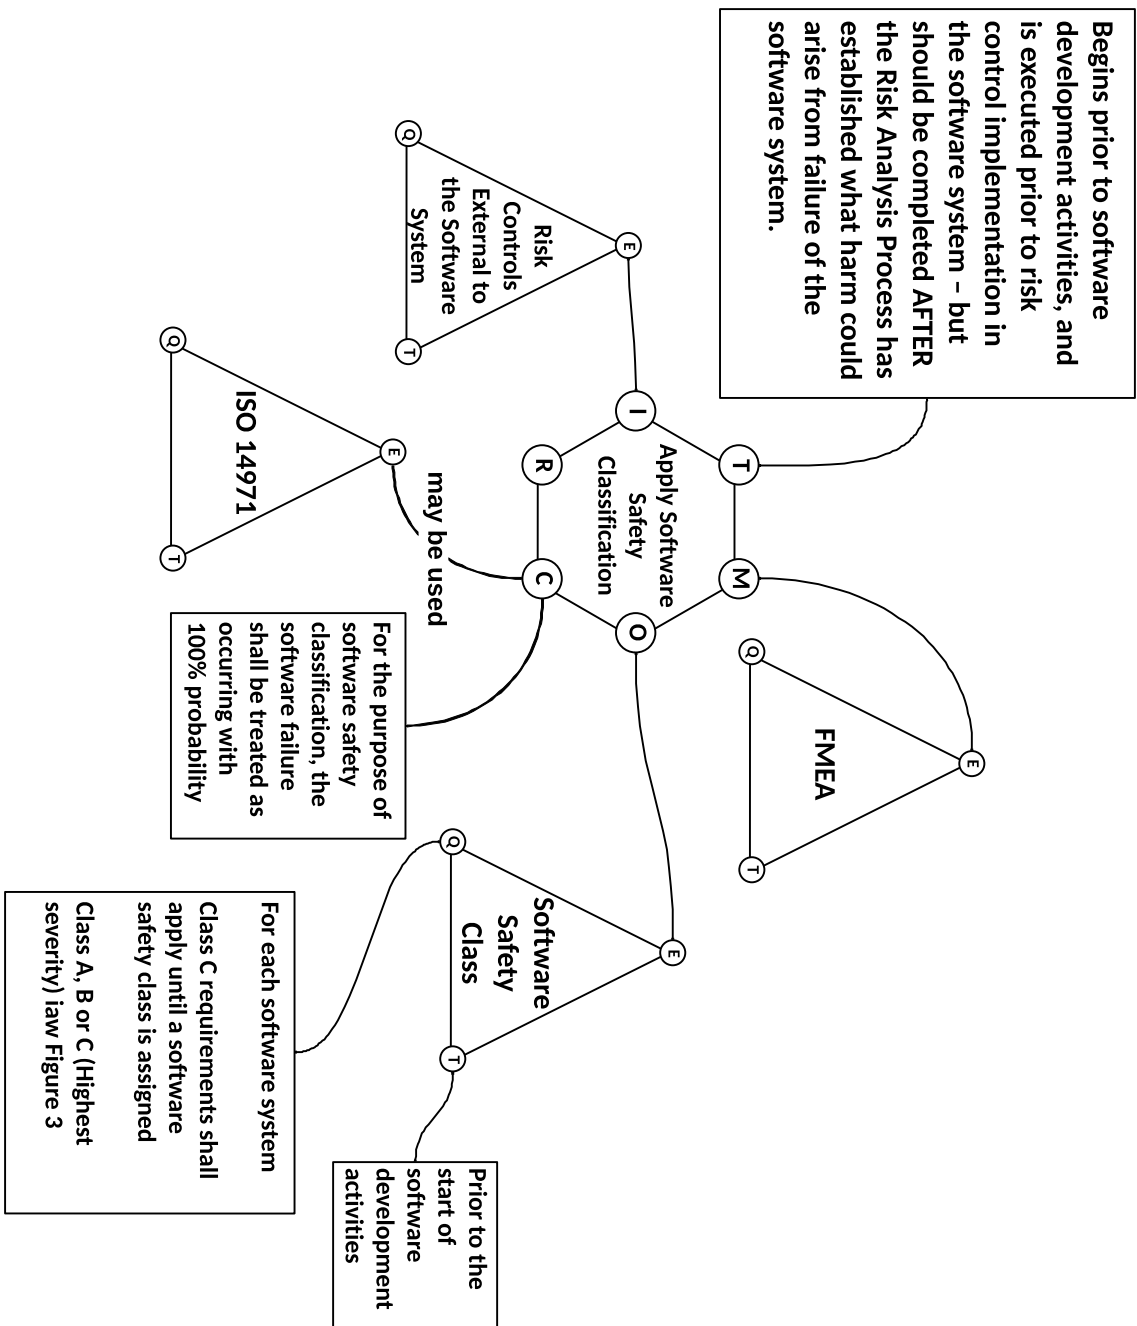 Begins prior to software
development activities, and
is executed prior to risk
control implementation in
the software system – but
should be completed AFTER
the Risk Analysis Process has
established what harm could
arise from failure of the
software system.
E
FMEA
Q
T
T
M
Apply Software
Safety
Classification
I
O
R
C
E
Risk
Controls
External to
the Software
System
Q
T
E
Software
Safety
Class
Q
T
may be used
E
ISO 14971
Q
T
For the purpose of
software safety
classification, the
software failure
shall be treated as
occurring with
100% probability
Prior to the
start of
software
development
activities
For each software system
Class C requirements shall
apply until a software
safety class is assigned
Class A, B or C (Highest
severity) iaw Figure 3